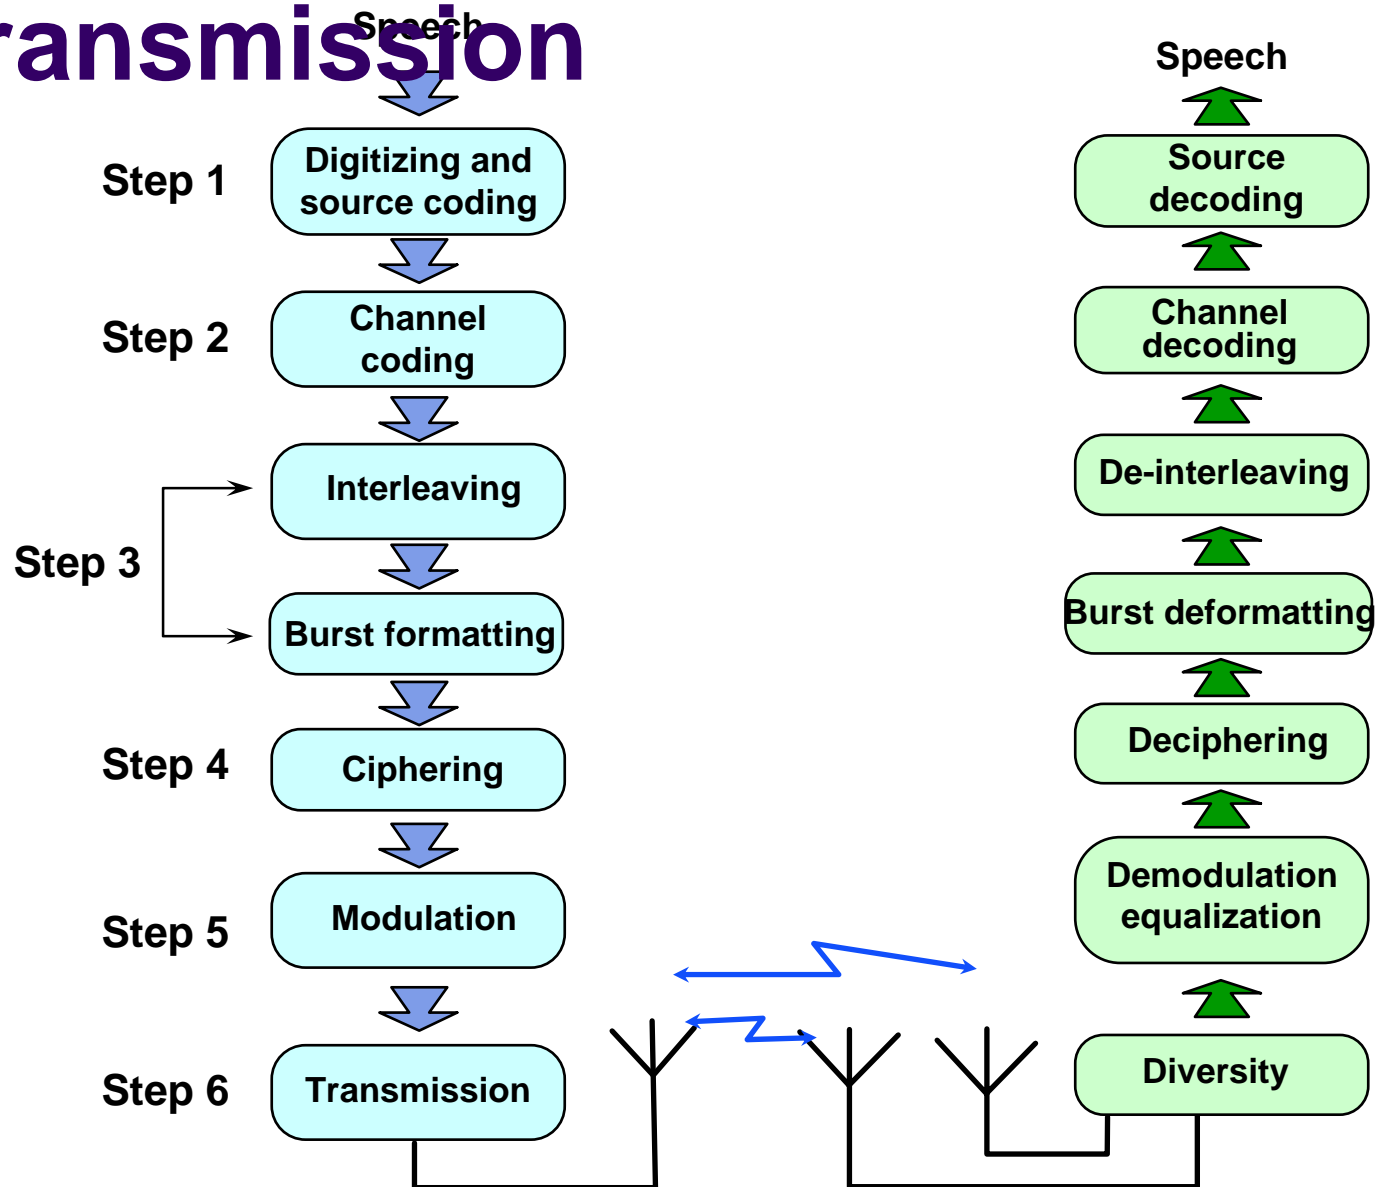 ransmission
Speech
Step 1
Digitizing and
source coding
Step 2
Channel
coding
Interleaving
Step 3
Burst formatting
Step 4
Ciphering
Step 5
Modulation
Step 6
Transmission
Speech
Source
decoding
Channel
decoding
De-interleaving
Burst deformatting
Deciphering
Demodulation
equalization
Diversity